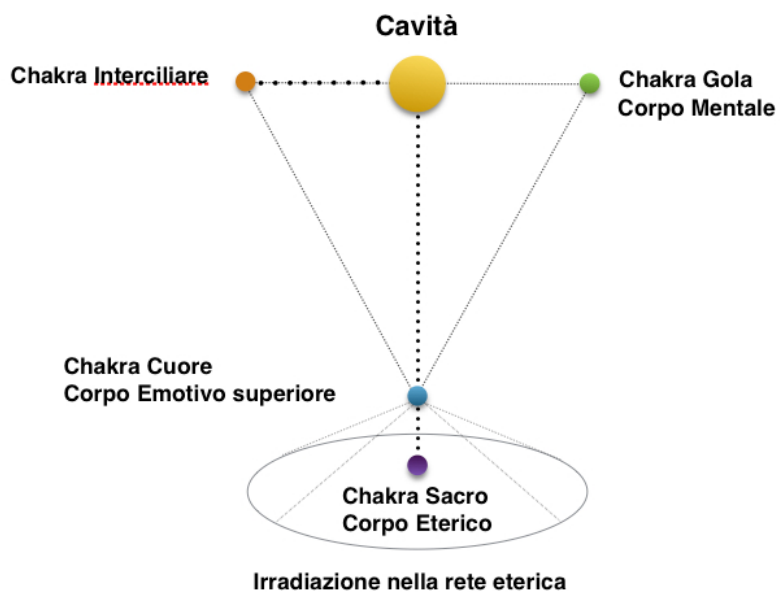 Cavità
Chakra Interciliare
Chakra Gola
Corpo Mentale
Chakra Cuore
Corpo Emotivo superiore
Chakra Sacro
Corpo Eterico
Irradiazione nella rete eterica